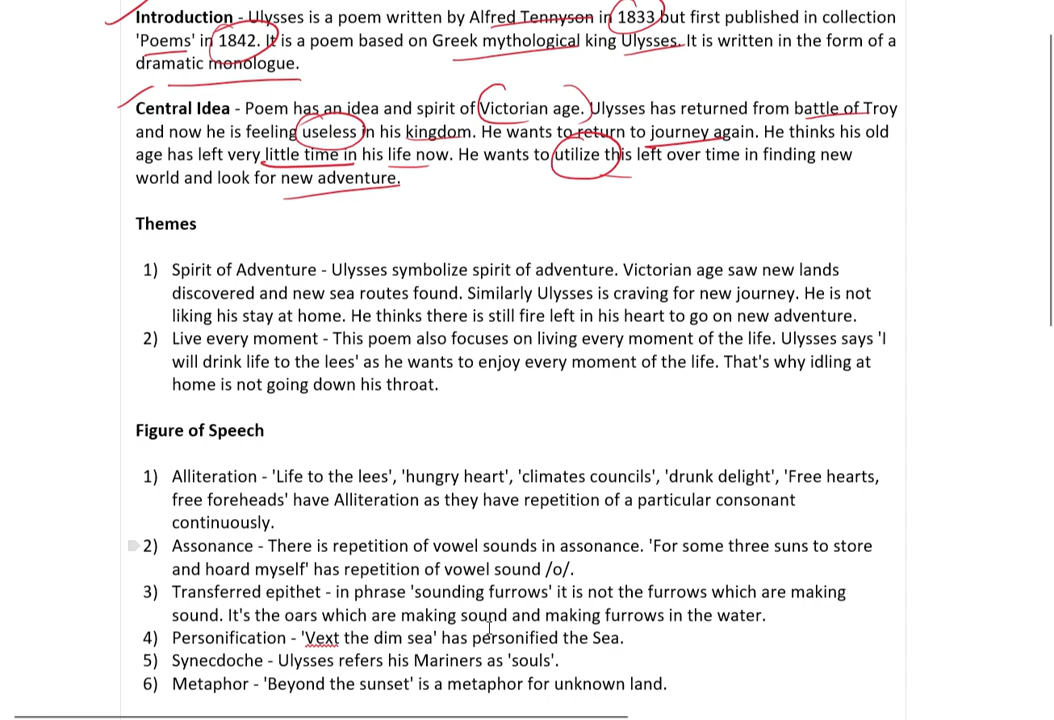 Introduction - Ulysses is a poem written by Alfred Tennyson in 1833 but first published in collection
'Poems' in 1842. It is a poem based on Greek mythological king Ulysses. It is written in the form of a
dramatic monologue.
Central Idea - Poem has an idea and spirit of Victorian age. Ulysses has returned from battle of Troy
and now he is feeling useless in his kingdom. He wants to return to journey again. He thinks his old
age has left very little time in his life now. He wants to utilize this left over time in finding new
world and look for new adventure.
Themes
1) Spirit of Adventure - Ulysses symbolize spirit of adventure. Victorian age saw new lands
discovered and new sea routes found. Similarly Ulysses is craving for new journey. He is not
liking his stay at home. He thinks there is still fire left in his heart to go on new adventure.
2) Live every moment - This poem also focuses on living every moment of the life. Ulysses says 'I
will drink life to the lees' as he wants to enjoy every moment of the life. That's why idling at
home is not going down his throat.
Figure of Speech
1) Alliteration - 'Life to the lees', 'hungry heart', 'climates councils', 'drunk delight', 'Free hearts,
free foreheads' have Alliteration as they have repetition of a particular consonant
continuously.
2) Assonance - There is repetition of vowel sounds in assonance. 'For some three suns to store
and hoard myself' has repetition of vowel sound /o/.
3) Transferred epithet - in phrase 'sounding furrows' it is not the furrows which are making
sound. It's the oars which are making sound and making furrows in the water.
4) Personification - 'Vext the dim sea' has personified the Sea.
5) Synecdoche - Ulysses refers his Mariners as 'souls'.
6) Metaphor - 'Beyond the sunset' is a metaphor for unknown land.